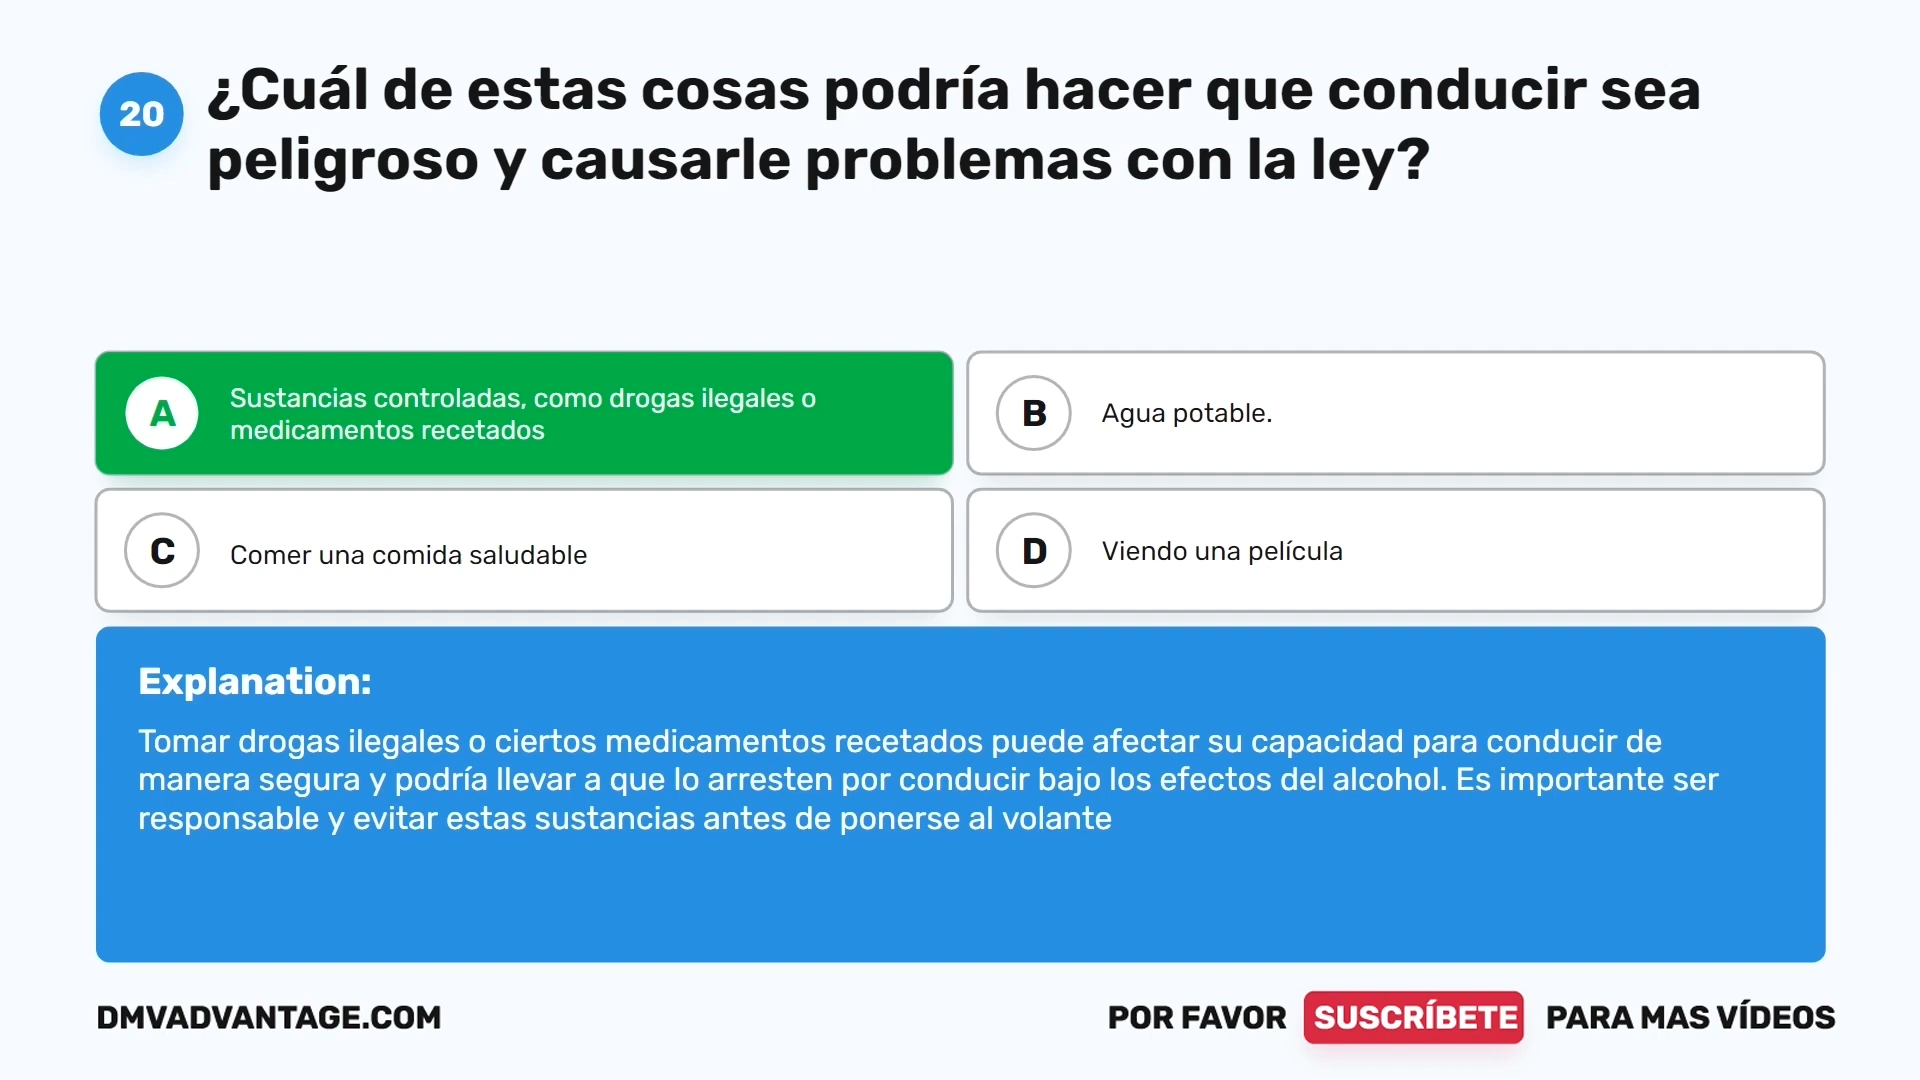 20
¿Cuál de estas cosas podría hacer que conducir sea
peligroso y causarle problemas con la ley?
A
Sustancias controladas, como drogas ilegales o
medicamentos recetados
B
Agua potable.
C
Comer una comida saludable
D
Viendo una película
Explanation:
Tomar drogas ilegales o ciertos medicamentos recetados puede afectar su capacidad para conducir de
manera segura y podría llevar a que lo arresten por conducir bajo los efectos del alcohol. Es importante ser
responsable y evitar estas sustancias antes de ponerse al volante
DMVADVANTAGE.COM
POR FAVOR SUSCRÍBETE PARA MAS VÍDEOS